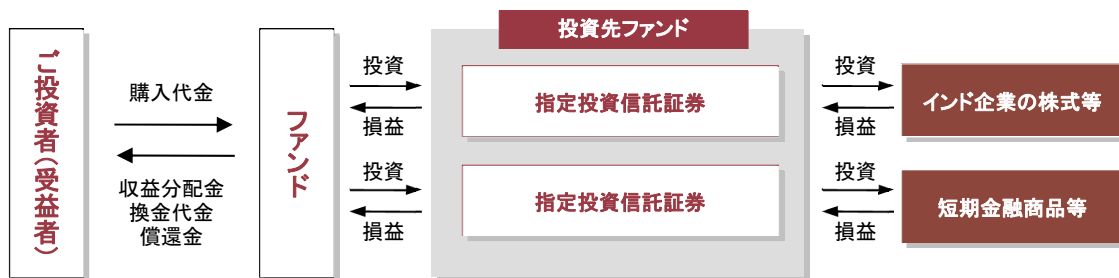 ご投資者(受益者)
購入代金
収益分配金
換金代金
償還金
ファンド
投資
損益
投資
損益
投資先ファンド
指定投資信託証券
指定投資信託証券
投資
損益
投資
損益
インド企業の株式等
短期金融商品等